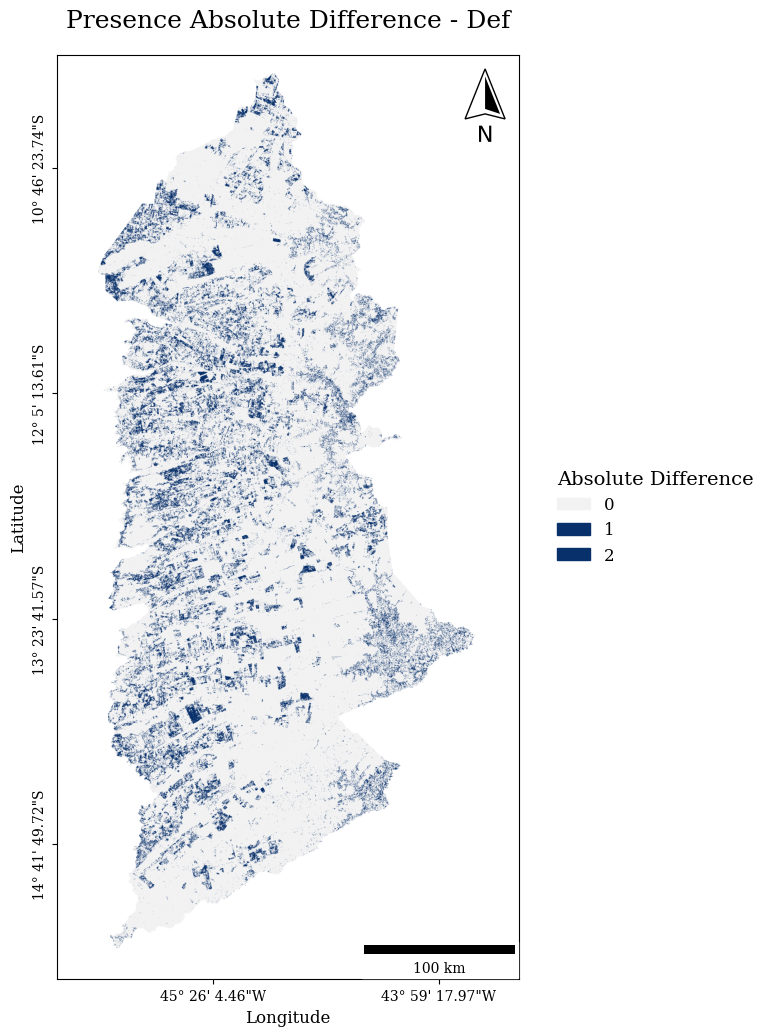 Presence Absolute Difference - Def
N
10° 46' 23.74"S
12° 5' 13.61"S
13° 23' 41.57"S
14° 41' 49.72"S
Latitude
Absolute Difference
0
1
2
100 km
45° 26' 4.46"W
43° 59' 17.97"W
Longitude